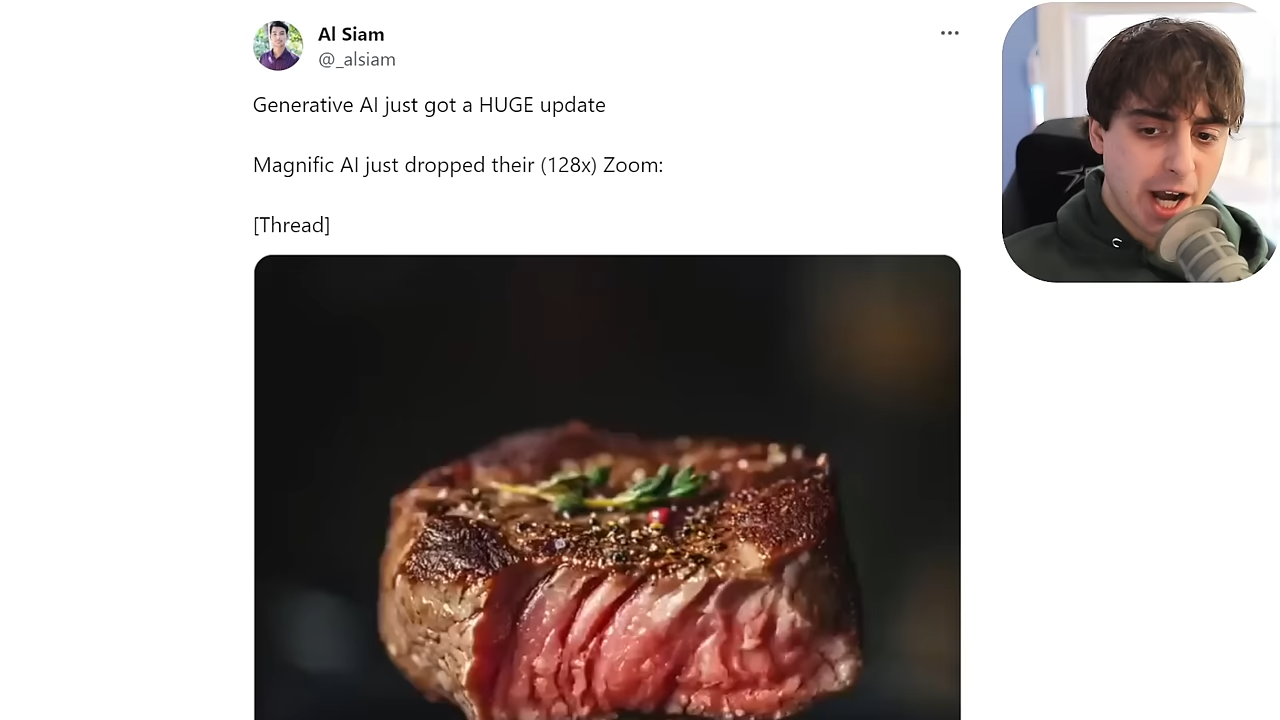 Al Siam
@_alsiam
Generative AI just got a HUGE update
Magnific AI just dropped their (128x) Zoom:
[Thread]